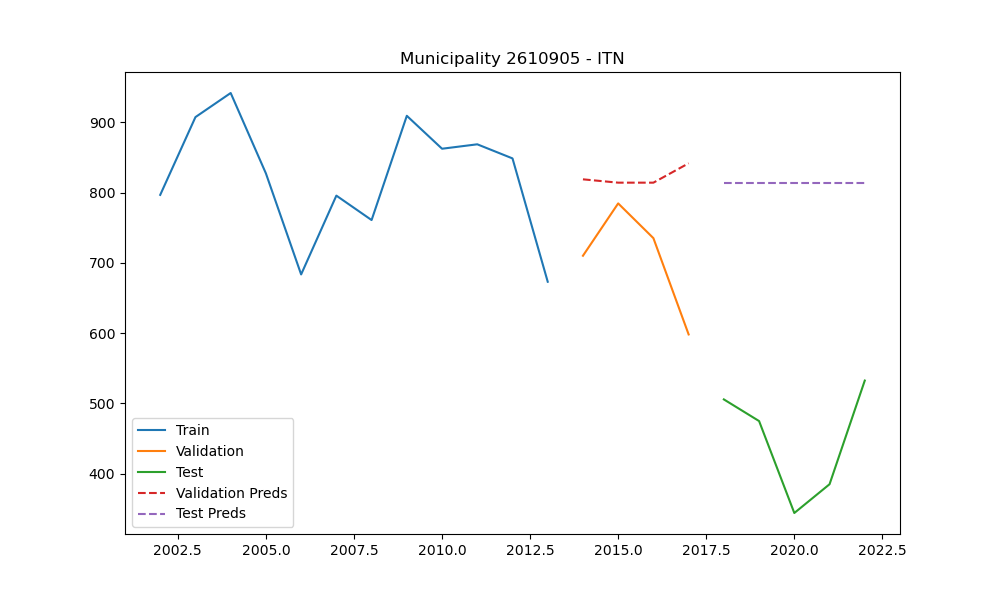 Municipality 2610905 - ITN
900
800
700
600
500
400
Train
Validation
Test
Validation Preds
Test Preds
2002.5 2005.0 2007.5 2010.0 2012.5 2015.0 2017.5 2020.0 2022.5